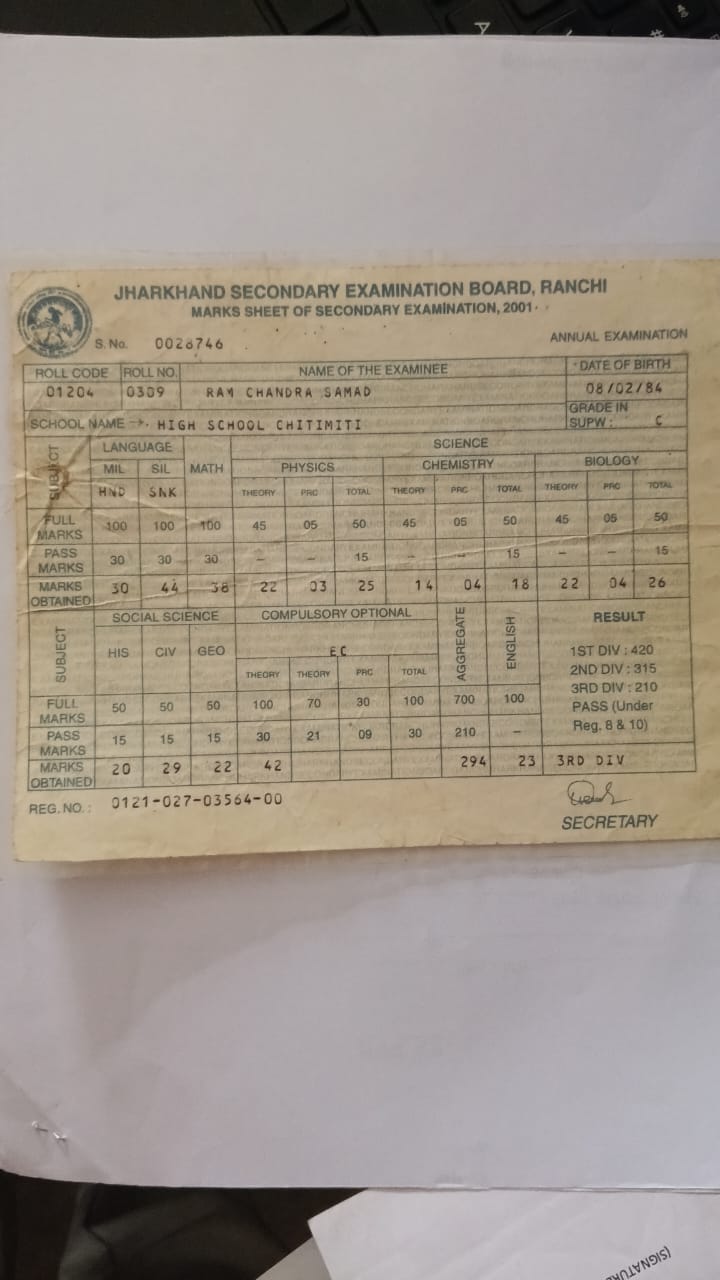 JHARKHAND SECONDARY EXAMINATION BOARD, RANCHI
MARKS SHEET OF SECONDARY EXAMINATION, 2001
S. No. 0028746 ANNUAL EXAMINATION
ROLL CODE ROLL NO. NAME OF THE EXAMINEE DATE OF BIRTH
01204 0309 RAM CHANDRA SAMAD 08/02/84
SCHOOL NAME → HIGH SCHOOL CHITIMITI GRADE IN SUPW : C
SUBJECT LANGUAGE MATH SCIENCE
MIL SIL PHYSICS CHEMISTRY BIOLOGY
HND SNK THEORY PRC TOTAL THEORY PRC TOTAL THEORY PRC TOTAL
FULL MARKS 100 100 100 45 05 50 45 05 50 45 05 50
PASS MARKS 30 30 30 – – 15 – – 15 – – 15
MARKS OBTAINED 30 44 38 22 03 25 14 04 18 22 04 26
SUBJECT SOCIAL SCIENCE COMPULSORY OPTIONAL AGGREGATE ENGLISH RESULT
HIS CIV GEO EC
THEORY THEORY PRC TOTAL
1ST DIV : 420
2ND DIV : 315
3RD DIV : 210
PASS (Under
Reg. 8 & 10)
FULL MARKS 50 50 50 100 70 30 100 700 100
PASS MARKS 15 15 15 30 21 09 30 210 –
MARKS OBTAINED 20 29 22 42 294 23 3RD DIV
REG. NO. : 0121-027-03564-00
SECRETARY